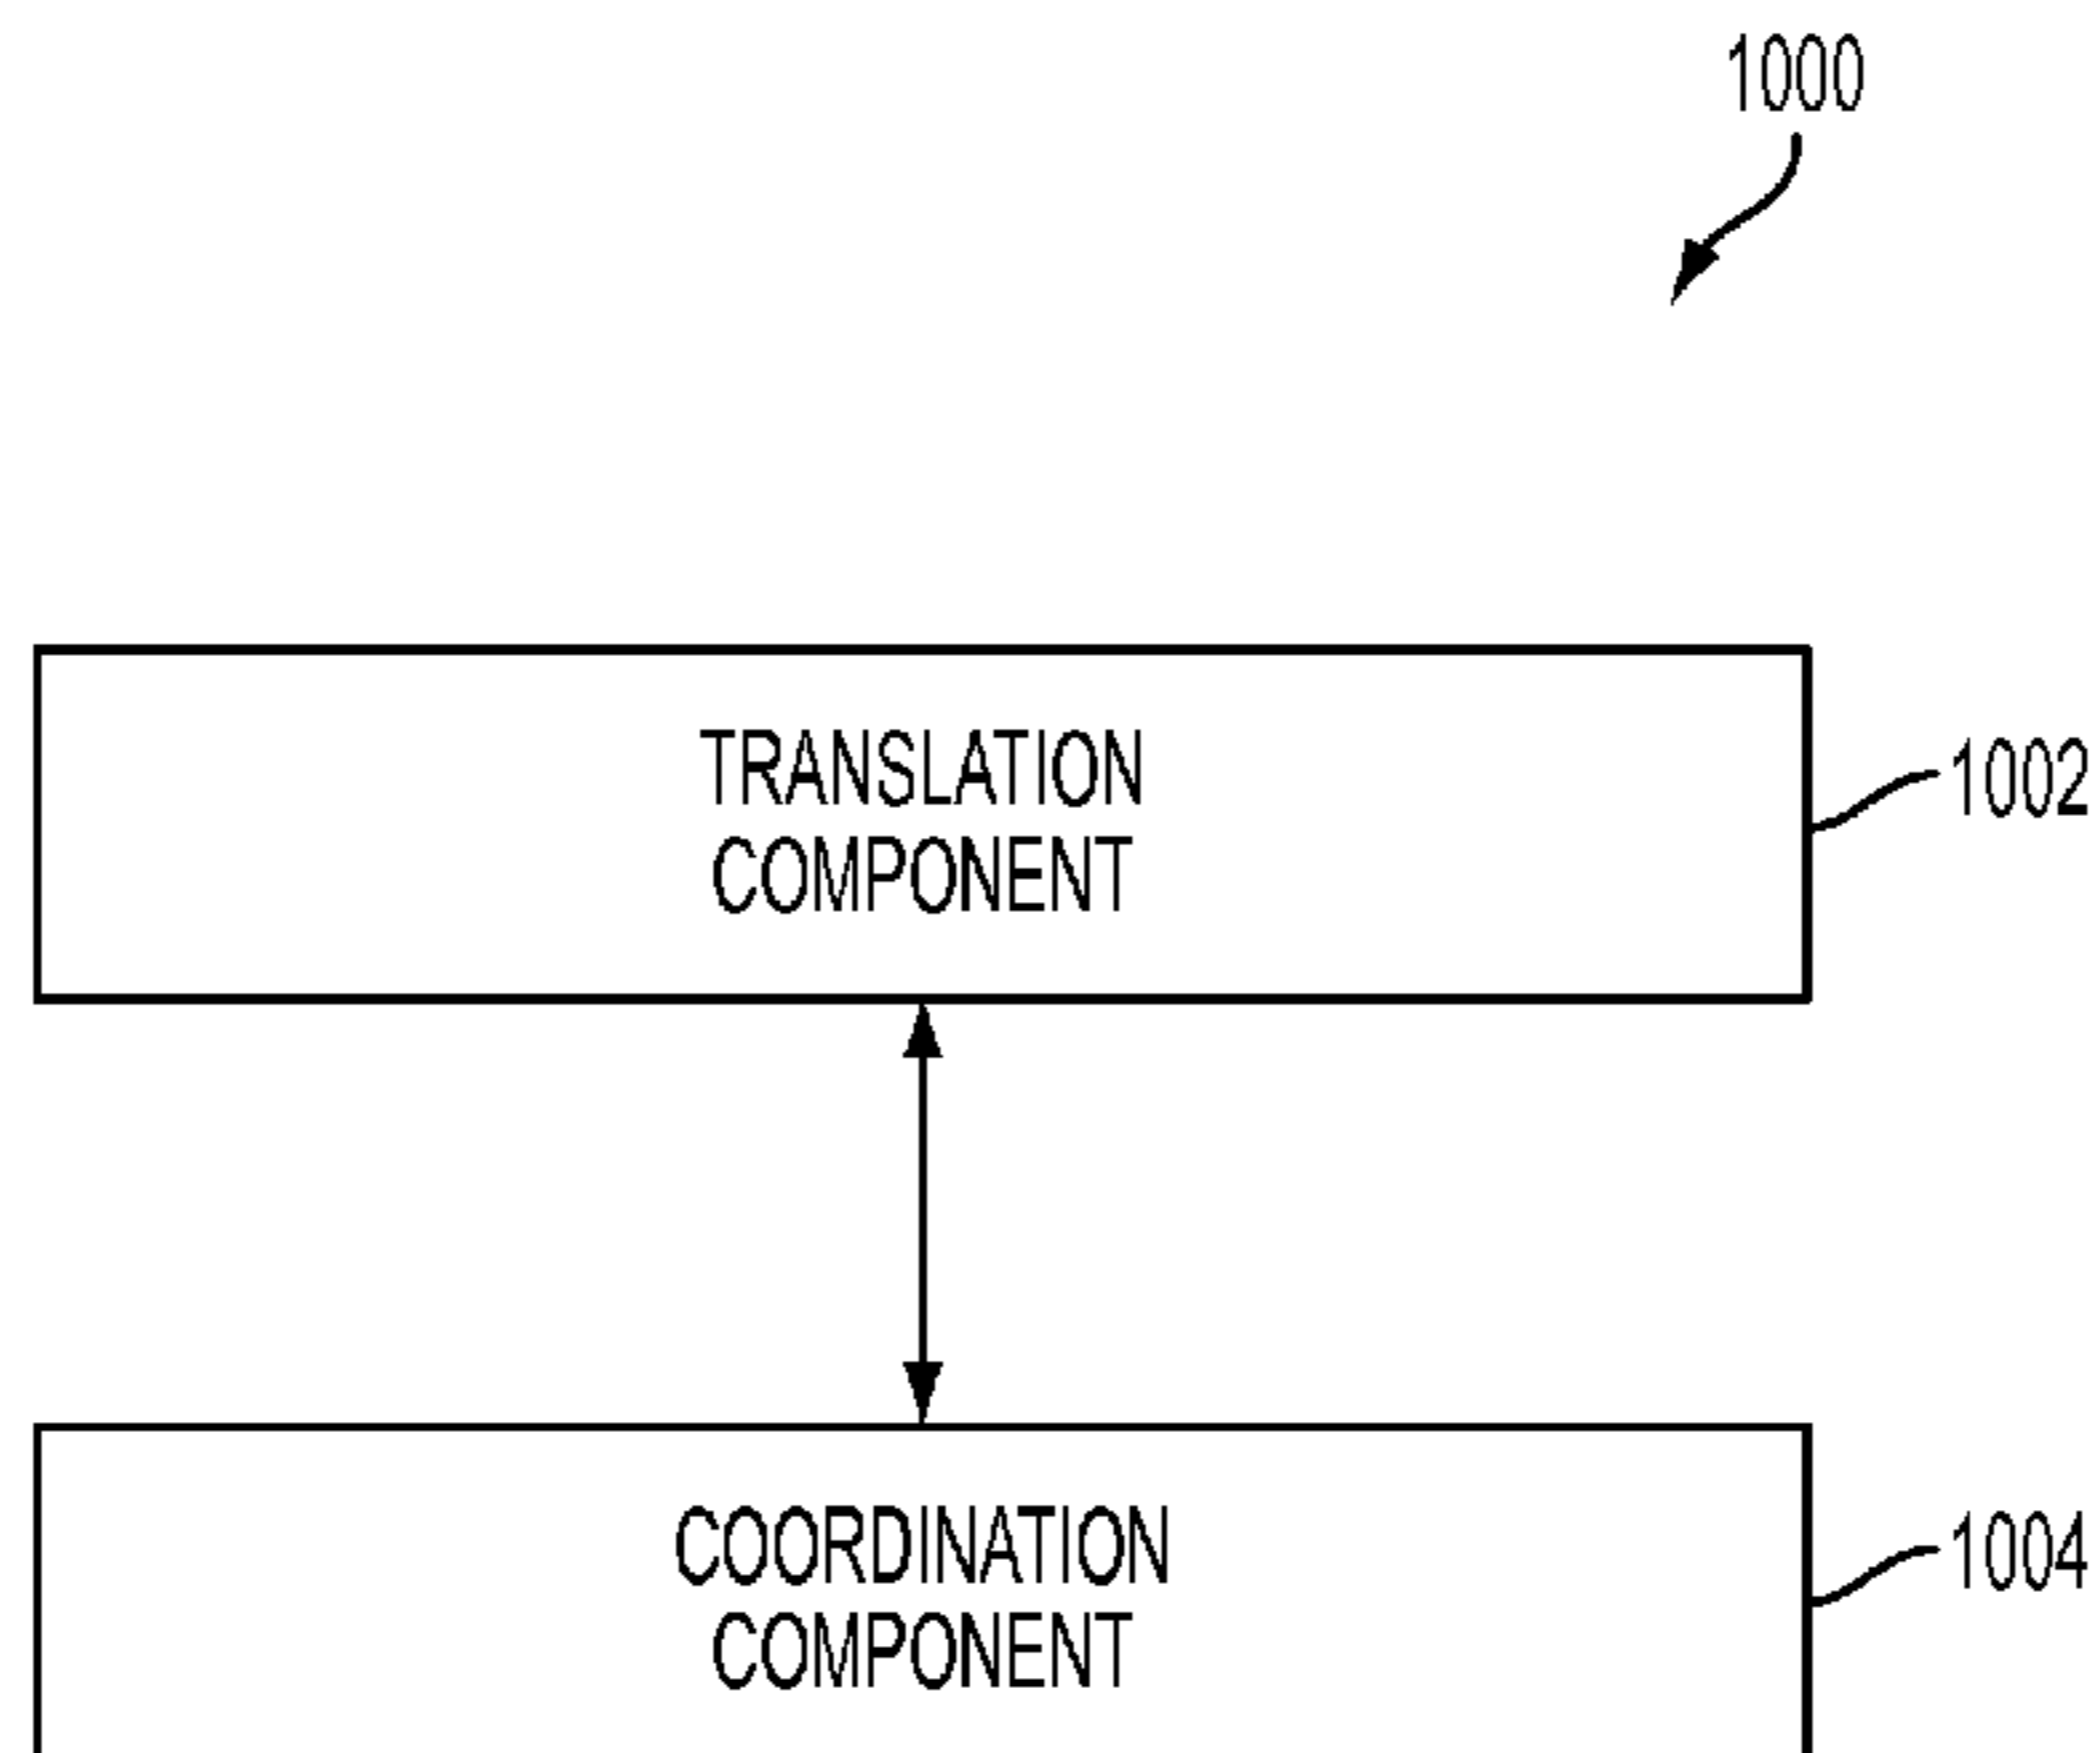 1000
TRANSLATION
COMPONENT
1002
COORDINATION
COMPONENT
1004